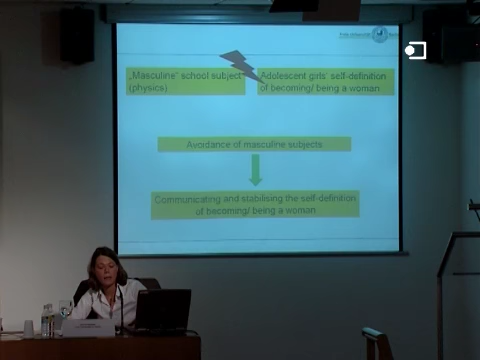 „Masculine" school subject
(physics)
Adolescent girls' self-definition
of becoming/ being a woman
Avoidance of masculine subjects
Communicating and stabilising the self-definition
of becoming/ being a woman